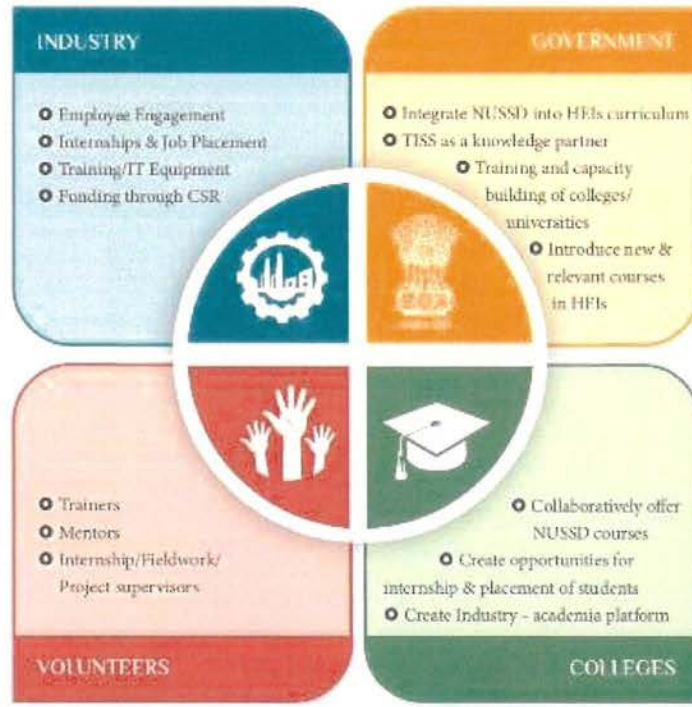 INDUSTRY
Employee Engagement
Internships & Job Placement
Training/IT Equipment
Funding through CSR
GOVERNMENT
Integrate NUSSD into HEIs curriculum
TISS as a knowledge partner
Training and capacity
building of colleges/
universities
Introduce new &
relevant courses
in HEIs
Trainers
Mentors
Internship/Fieldwork/
Project supervisors
VOLUNTEERS
Collaboratively offer
NUSSD courses
Create opportunities for
internship & placement of students
Create Industry - academia platform
COLLEGES